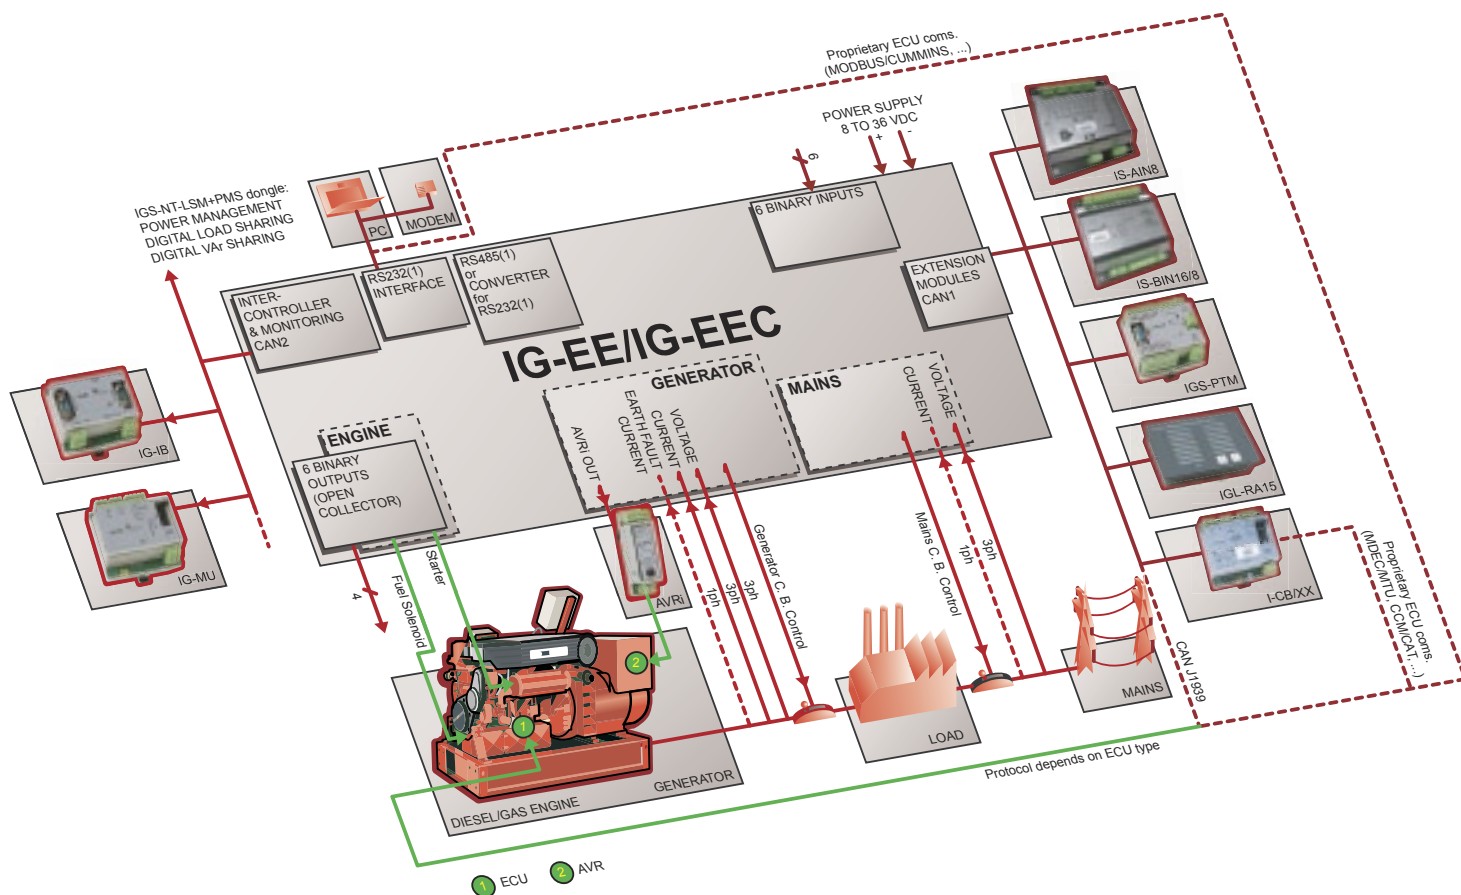 Proprietary ECU coms.
(MODBUS/CUMMINS, ...)
POWER SUPPLY
8 TO 36 VDC
+
-
6
IS-AIN8
IGS-NT-LSM+PMS dongle:
POWER MANAGEMENT
DIGITAL LOAD SHARING
DIGITAL VAr SHARING
PC
MODEM
6 BINARY INPUTS
IS-BIN16/8
INTER-
CONTROLLER
& MONITORING
CAN2
RS232(1)
INTERFACE
RS485(1)
or
CONVERTER
for
RS232(1)
EXTENSION
MODULES
CAN1
IG-EE/IG-EEC
IGS-PTM
IG-IB
ENGINE
6 BINARY
OUTPUTS
(OPEN
COLLECTOR)
GENERATOR
AVRi OUT
EARTH FAULT
CURRENT
CURRENT
VOLTAGE
MAINS
CURRENT
VOLTAGE
IGL-RA15
IG-MU
I-CB/XX
4
Fuel Solenoid
Starter
AVRi
1ph
3ph
3ph
Generator C. B. Control
Mains C. B. Control
1ph
3ph
Proprietary ECU coms.
(MDEC/MTU, CCM/CAT, ...)
CAN J1939
MAINS
LOAD
2
1
GENERATOR
DIESEL/GAS ENGINE
Protocol depends on ECU type
1 ECU
2 AVR